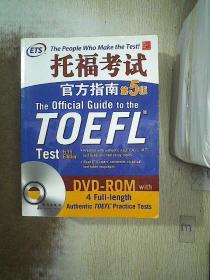 ETS
The People Who Make the Test!
托福考试
官方指南 第5版
The Official Guide to the
TOEFL
Test
DVD-ROM with
4 Full-length
Authentic TOEFL Practice Tests